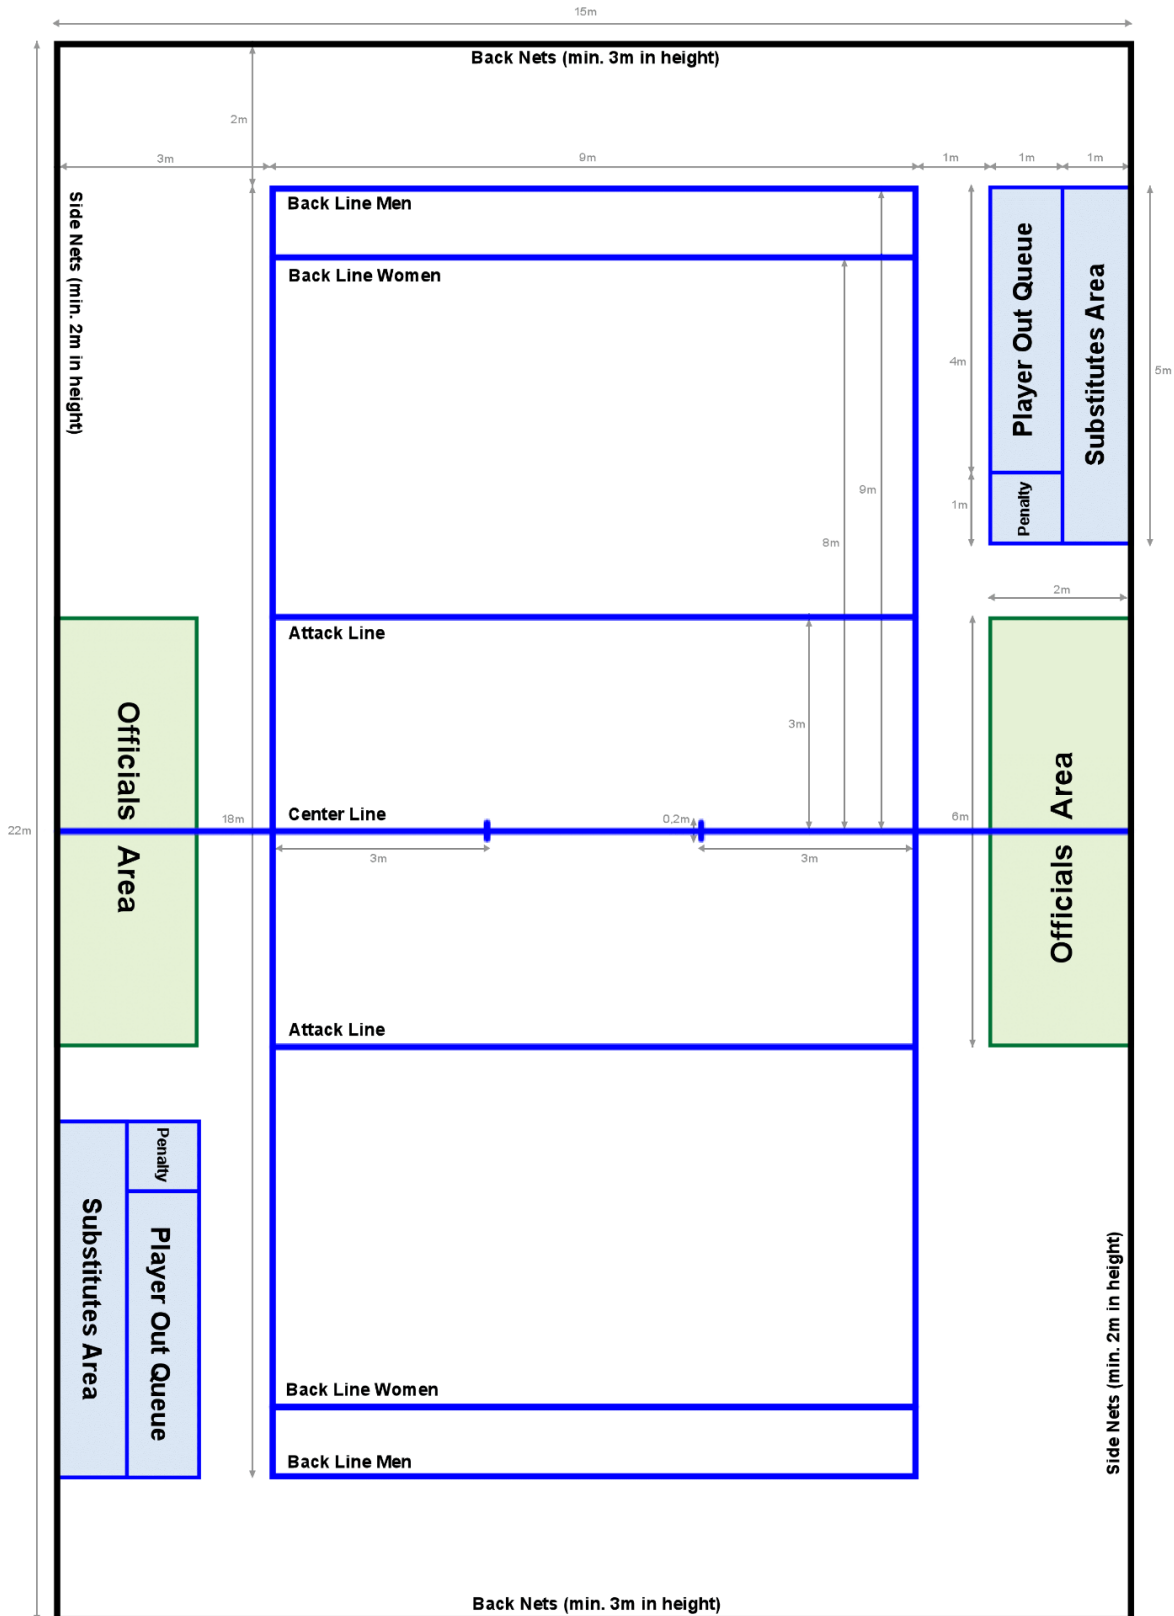 15m
Back Nets (min. 3m in height)
2m
3m
9m
1m
1m
1m
Side Nets (min. 2m in height)
Back Line Men
Back Line Women
Player Out Queue
Substitutes Area
4m
5m
9m
1m
Penalty
8m
2m
Attack Line
Officials Area
3m
Officials Area
Center Line
18m
0,2m
6m
22m
3m
3m
Attack Line
Penalty
Substitutes Area
Player Out Queue
Side Nets (min. 2m in height)
Back Line Women
Back Line Men
Back Nets (min. 3m in height)